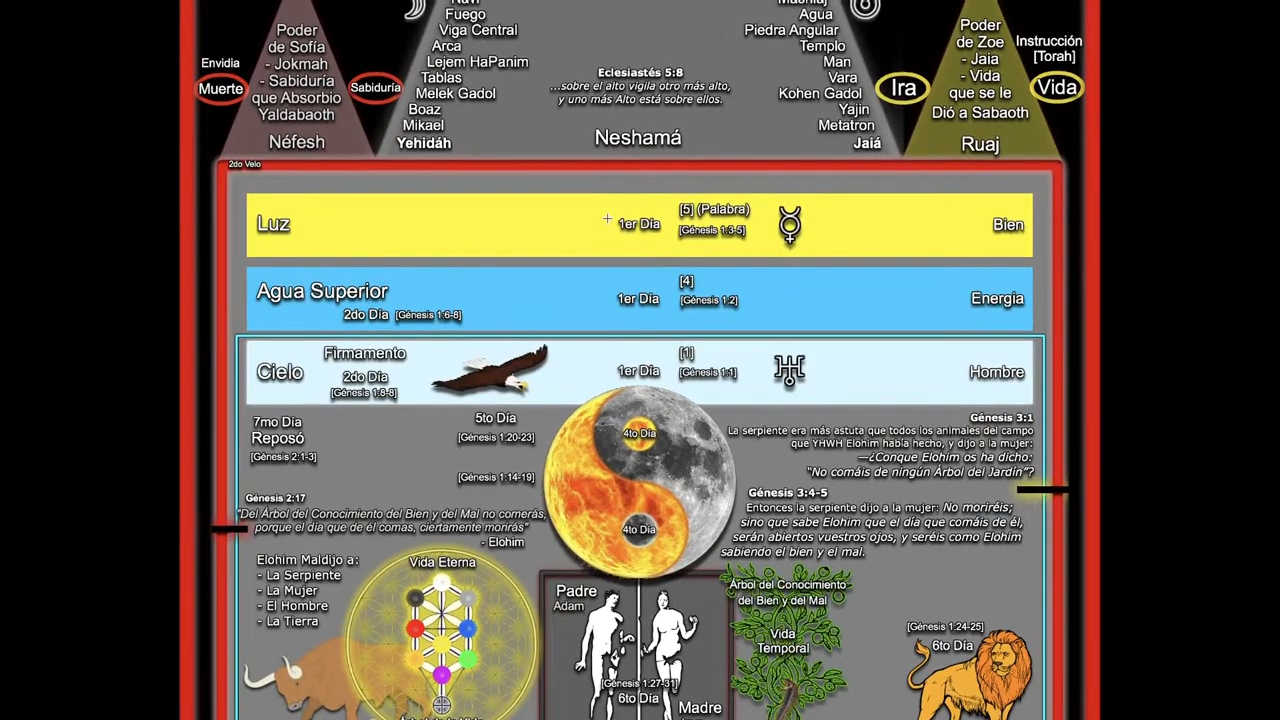 Navi
Fuego
Viga Central
Arca
Lejem HaPanim
Tablas
Melek Gadol
Boaz
Mikael
Yehidáh
Poder
de Sofía
- Jokmah
- Sabiduría
que Absorbio
Yaldabaoth
Néfesh
Envidia
Muerte
Sabiduría
Eclesiastés 5:8
...sobre el alto vigila otro más alto,
y uno más Alto está sobre ellos.
Neshamá
Agua
Piedra Angular
Templo
Man
Vara
Kohen Gadol
Yajin
Metatron
Jaiá
Ira
Poder
de Zoe
- Jaia
- Vida
que se le
Dió a Sabaoth
Ruaj
Instrucción
[Torah]
Vida
2do Velo
Luz
1er Día
[5] (Palabra)
[Génesis 1:3-5]
Bien
Agua Superior
2do Día [Génesis 1:6-8]
1er Día
[4]
[Génesis 1:2]
Energia
Cielo
Firmamento
2do Día
[Génesis 1:8-8]
1er Día
[1]
[Génesis 1:1]
Hombre
7mo Día
Reposó
[Génesis 2:1-3]
5to Día
[Génesis 1:20-23]
[Génesis 1:14-19]
4to Día
4to Día
Génesis 3:1
La serpiente era más astuta que todos los animales del campo
que YHWH Elohim había hecho, y dijo a la mujer:
—¿Conque Elohim os ha dicho:
"No comáis de ningún Árbol del Jardín"?
Génesis 2:17
"Del Árbol del Conocimiento del Bien y del Mal no comerás,
porque el día que de él comas, ciertamente morirás"
- Elohim
Génesis 3:4-5
Entonces la serpiente dijo a la mujer: No moriréis;
sino que sabe Elohim que el día que comáis de él,
serán abiertos vuestros ojos, y seréis como Elohim
sabiendo el bien y el mal.
Elohim Maldijo a:
- La Serpiente
- La Mujer
- El Hombre
- La Tierra
Vida Eterna
Padre
Adam
[Génesis 1:27-31]
6to Día
Madre
Árbol del Conocimiento
del Bien y del Mal
Vida
Temporal
[Génesis 1:24-25]
6to Día